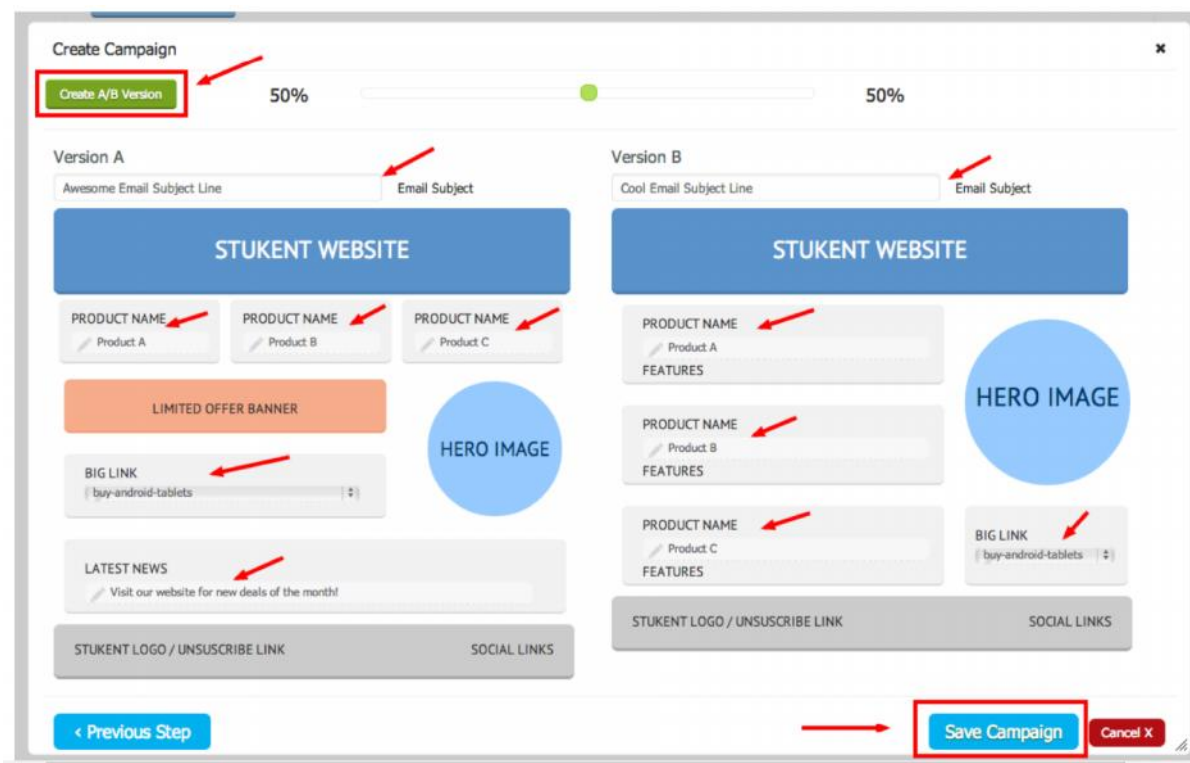 Create Campaign
×
Create A/B Version 50% 50%
Version A
Awesome Email Subject Line Email Subject
STUKENT WEBSITE
PRODUCT NAME PRODUCT NAME PRODUCT NAME
Product A Product B Product C
LIMITED OFFER BANNER
HERO IMAGE
BIG LINK
buy-android-tablets
LATEST NEWS
Visit our website for new deals of the month!
STUKENT LOGO / UNSUSCRIBE LINK SOCIAL LINKS
Version B
Cool Email Subject Line Email Subject
STUKENT WEBSITE
PRODUCT NAME
Product A
FEATURES
HERO IMAGE
PRODUCT NAME
Product B
FEATURES
PRODUCT NAME
Product C
FEATURES
BIG LINK
buy-android-tablets
STUKENT LOGO / UNSUSCRIBE LINK SOCIAL LINKS
‹ Previous Step Save Campaign Cancel X